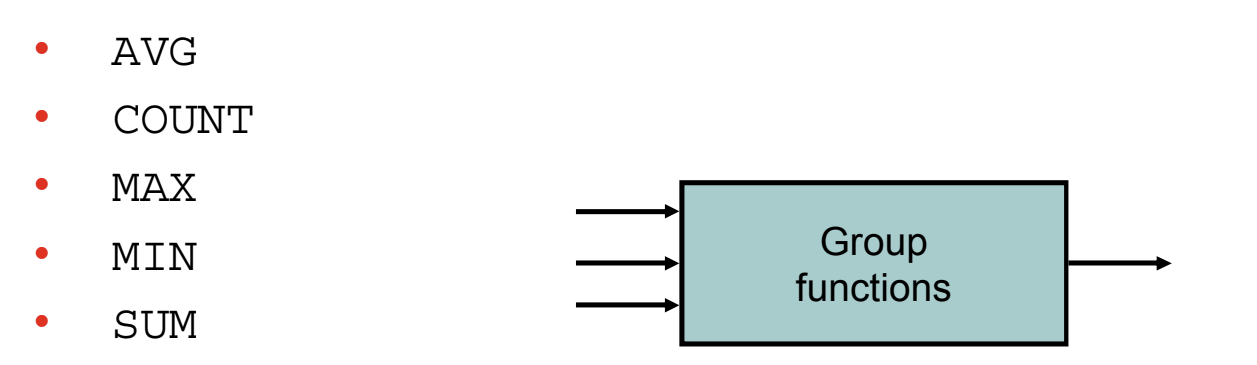 • AVG
• COUNT
• MAX
• MIN
• SUM
Group
functions